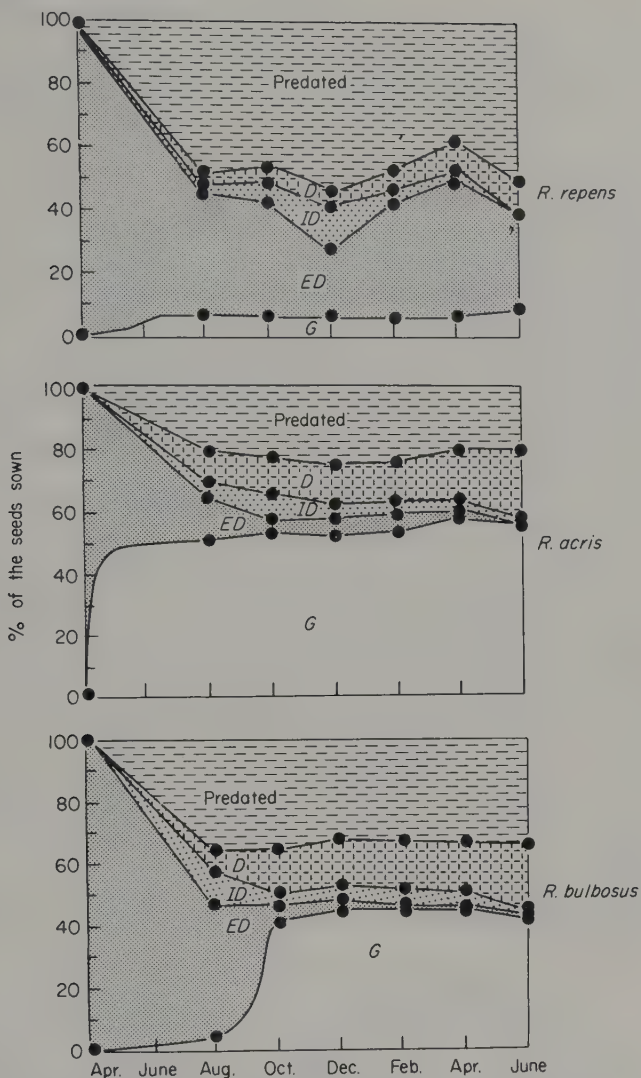 100
80
60
40
20
0
Predated
D
ID
ED
G
R. repens
% of the seeds sown
100
80
60
40
20
0
Predated
D
ID
ED
G
R. acris
100
80
60
40
20
0
Predated
D
ID
ED
G
R. bulbosus
Apr. June Aug. Oct. Dec. Feb. Apr. June